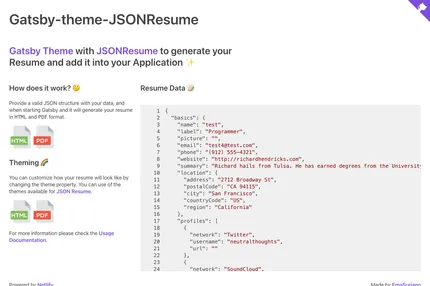 Gatsby-theme-JSONResume
Gatsby Theme with JSONResume to generate your
Resume and add it into your Application ✨
How does it work? 🤔
Provide a valid JSON structure with your data, and
when starting Gatsby and it will generate your resume
in HTML and PDF format.
HTML PDF
Theming 🌈
You can customize how your resume will look like by
changing the theme property. You can use of the
themes available for JSON Resume.
HTML PDF
For more information please check the Usage
Documentation.
Resume Data 📝
1 {
2 "basics": {
3 "name": "test",
4 "label": "Programmer",
5 "picture": "",
6 "email": "test4@test.com",
7 "phone": "(912) 555-4321",
8 "website": "http://richardhendricks.com",
9 "summary": "Richard hails from Tulsa. He has earned degrees from the University
10 "location": {
11 "address": "2712 Broadway St",
12 "postalCode": "CA 94115",
13 "city": "San Francisco",
14 "countryCode": "US",
15 "region": "California"
16 },
17 "profiles": [
18 {
19 "network": "Twitter",
20 "username": "neutralthoughts",
21 "url": ""
22 },
23 {
24 "network": "SoundCloud",
Powered by Netlify
Made by EmaSuriano